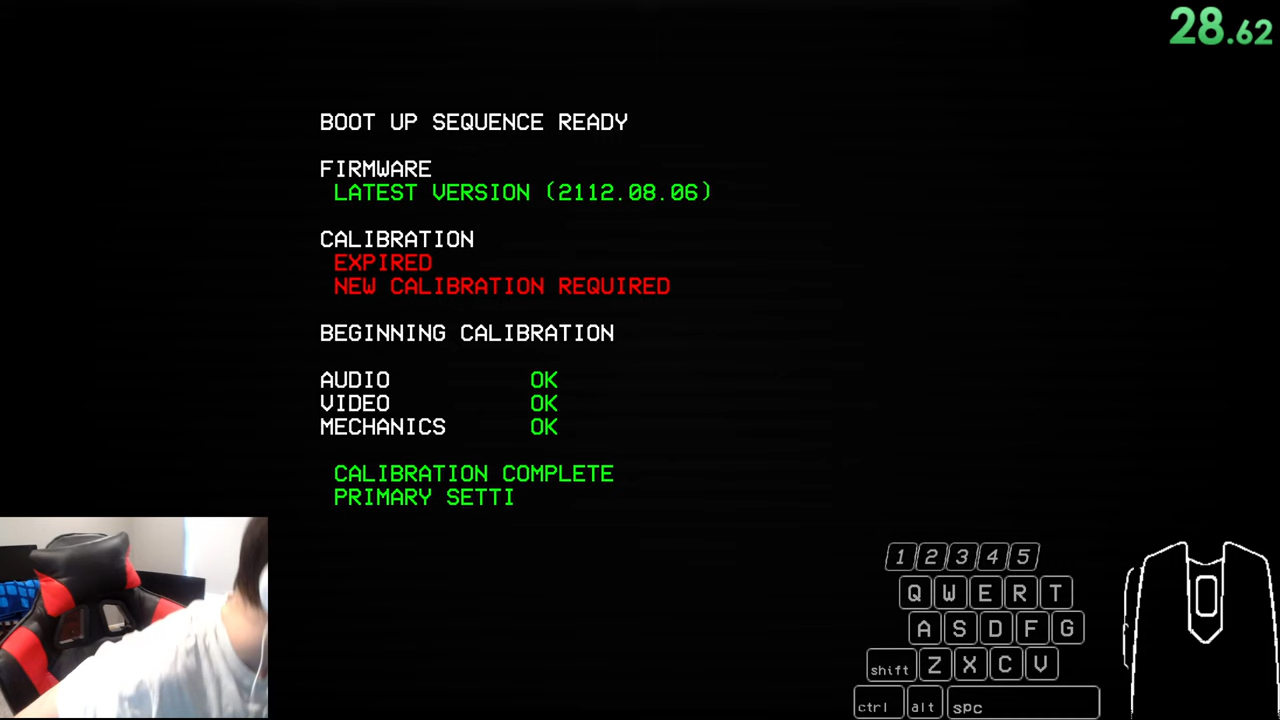 28.62
BOOT UP SEQUENCE READY
FIRMWARE
LATEST VERSION (2112.08.06)
CALIBRATION
EXPIRED
NEW CALIBRATION REQUIRED
BEGINNING CALIBRATION
AUDIO OK
VIDEO OK
MECHANICS OK
CALIBRATION COMPLETE
PRIMARY SETTI
1 2 3 4 5
Q W E R T
A S D F G
shift Z X C V
ctrl alt spc